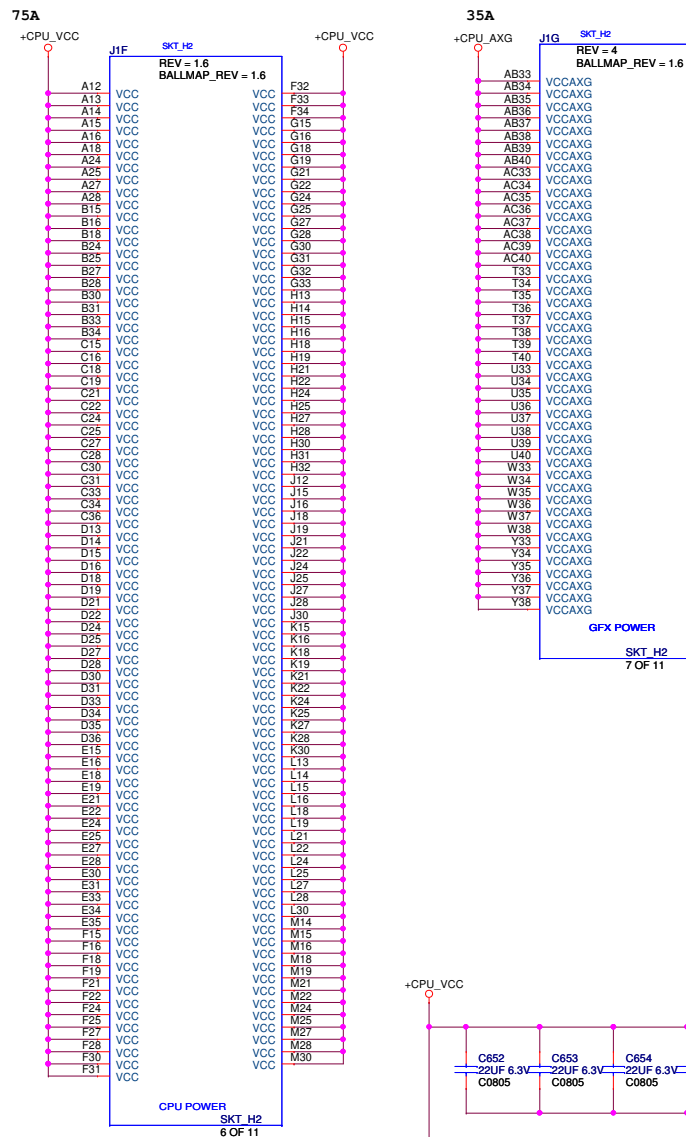 75A
+CPU_VCC
+CPU_VCC
J1F SKT_H2
REV = 1.6
BALLMAP_REV = 1.6
A12 VCC VCC F32
A13 VCC VCC F33
A14 VCC VCC F34
A15 VCC VCC G15
A16 VCC VCC G16
A18 VCC VCC G18
A24 VCC VCC G19
A25 VCC VCC G21
A27 VCC VCC G22
A28 VCC VCC G24
B15 VCC VCC G25
B16 VCC VCC G27
B18 VCC VCC G28
B24 VCC VCC G30
B25 VCC VCC G31
B27 VCC VCC G32
B28 VCC VCC G33
B30 VCC VCC H13
B31 VCC VCC H14
B33 VCC VCC H15
B34 VCC VCC H16
C15 VCC VCC H18
C16 VCC VCC H19
C18 VCC VCC H21
C19 VCC VCC H22
C21 VCC VCC H24
C22 VCC VCC H25
C24 VCC VCC H27
C25 VCC VCC H28
C27 VCC VCC H30
C28 VCC VCC H31
C30 VCC VCC H32
C31 VCC VCC J12
C33 VCC VCC J15
C34 VCC VCC J16
C36 VCC VCC J18
D13 VCC VCC J19
D14 VCC VCC J21
D15 VCC VCC J22
D16 VCC VCC J24
D18 VCC VCC J25
D19 VCC VCC J27
D21 VCC VCC J28
D22 VCC VCC J30
D24 VCC VCC K15
D25 VCC VCC K16
D27 VCC VCC K18
D28 VCC VCC K19
D30 VCC VCC K21
D31 VCC VCC K22
D33 VCC VCC K24
D34 VCC VCC K25
D35 VCC VCC K27
D36 VCC VCC K28
E15 VCC VCC K30
E16 VCC VCC L13
E18 VCC VCC L14
E19 VCC VCC L15
E21 VCC VCC L16
E22 VCC VCC L18
E24 VCC VCC L19
E25 VCC VCC L21
E27 VCC VCC L22
E28 VCC VCC L24
E30 VCC VCC L25
E31 VCC VCC L27
E33 VCC VCC L28
E34 VCC VCC L30
E35 VCC VCC M14
F15 VCC VCC M15
F16 VCC VCC M16
F18 VCC VCC M18
F19 VCC VCC M19
F21 VCC VCC M21
F22 VCC VCC M22
F24 VCC VCC M24
F25 VCC VCC M25
F27 VCC VCC M27
F28 VCC VCC M28
F30 VCC VCC M30
F31 VCC
CPU POWER
SKT_H2
6 OF 11
35A
+CPU_AXG
J1G SKT_H2
REV = 4
BALLMAP_REV = 1.6
AB33 VCCAXG
AB34 VCCAXG
AB35 VCCAXG
AB36 VCCAXG
AB37 VCCAXG
AB38 VCCAXG
AB39 VCCAXG
AB40 VCCAXG
AC33 VCCAXG
AC34 VCCAXG
AC35 VCCAXG
AC36 VCCAXG
AC37 VCCAXG
AC38 VCCAXG
AC39 VCCAXG
AC40 VCCAXG
T33 VCCAXG
T34 VCCAXG
T35 VCCAXG
T36 VCCAXG
T37 VCCAXG
T38 VCCAXG
T39 VCCAXG
T40 VCCAXG
U33 VCCAXG
U34 VCCAXG
U35 VCCAXG
U36 VCCAXG
U37 VCCAXG
U38 VCCAXG
U39 VCCAXG
U40 VCCAXG
W33 VCCAXG
W34 VCCAXG
W35 VCCAXG
W36 VCCAXG
W37 VCCAXG
W38 VCCAXG
Y33 VCCAXG
Y34 VCCAXG
Y35 VCCAXG
Y36 VCCAXG
Y37 VCCAXG
Y38 VCCAXG
GFX POWER
SKT_H2
7 OF 11
+CPU_VCC
C652 C653 C654
22UF 6.3V 22UF 6.3V 22UF 6.3V
C0805 C0805 C0805